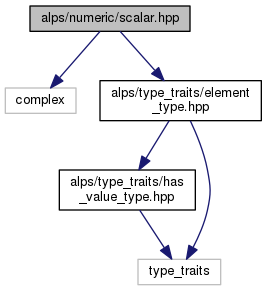 alps/numeric/scalar.hpp
complex
alps/type_traits/element
_type.hpp
alps/type_traits/has
_value_type.hpp
type_traits